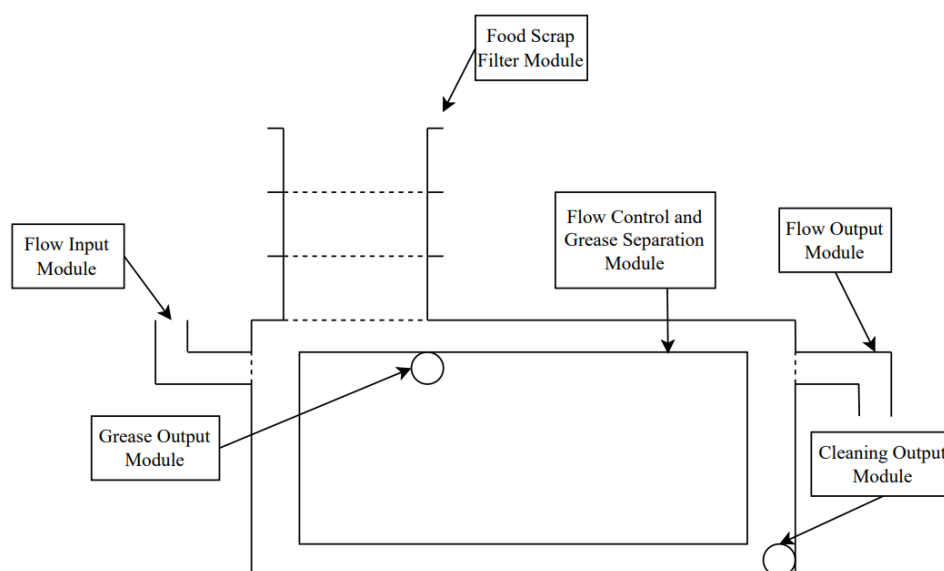 Food Scrap
Filter Module
Flow Control and
Grease Separation
Module
Flow Output
Module
Flow Input
Module
Grease Output
Module
Cleaning Output
Module